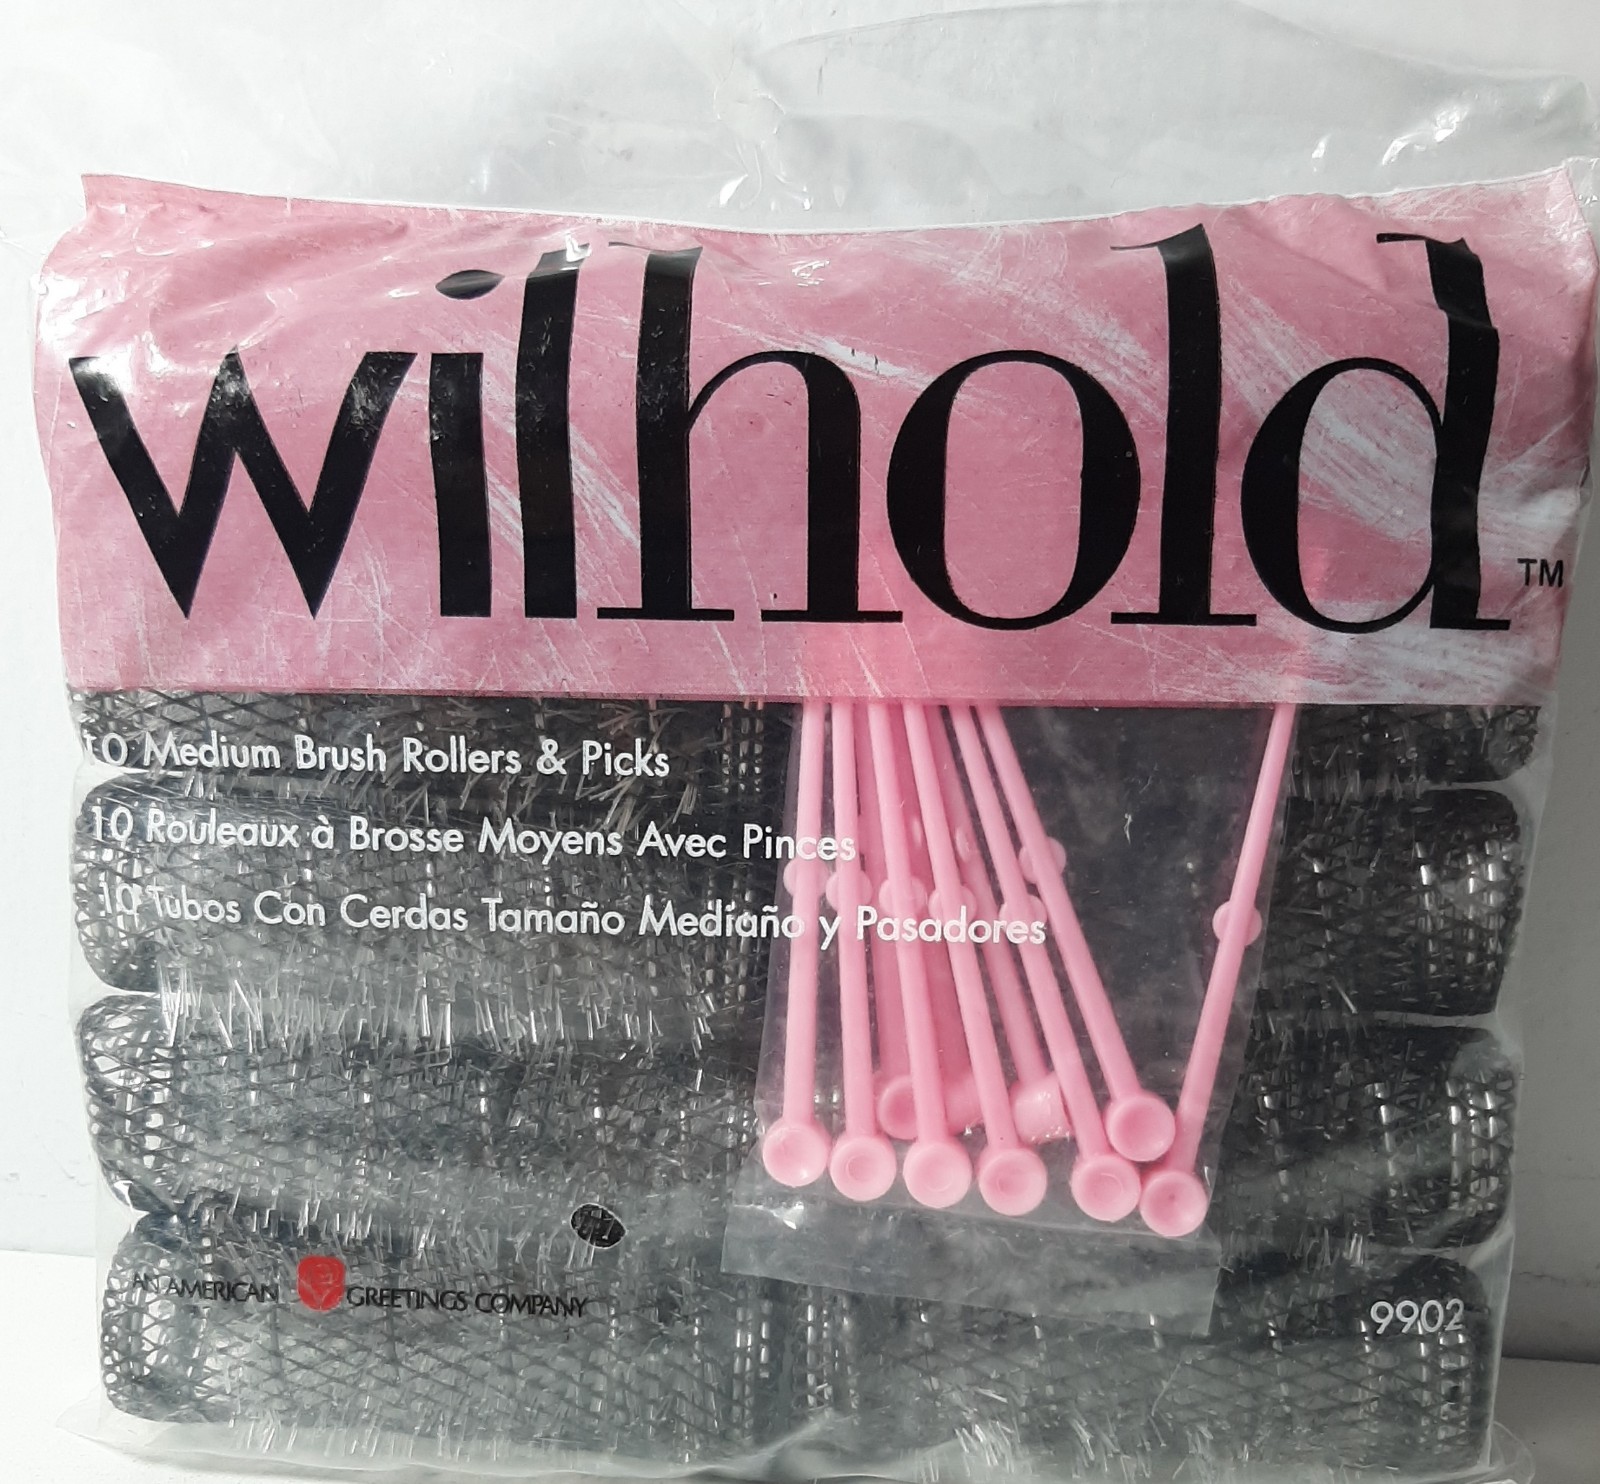 wilhold TM
10 Medium Brush Rollers & Picks
10 Rouleaux à Brosse Moyens Avec Pinces
10 Tubos Con Cerdas Tamaño Mediaño y Pasadores
AN AMERICAN GREETINGS COMPANY
9902